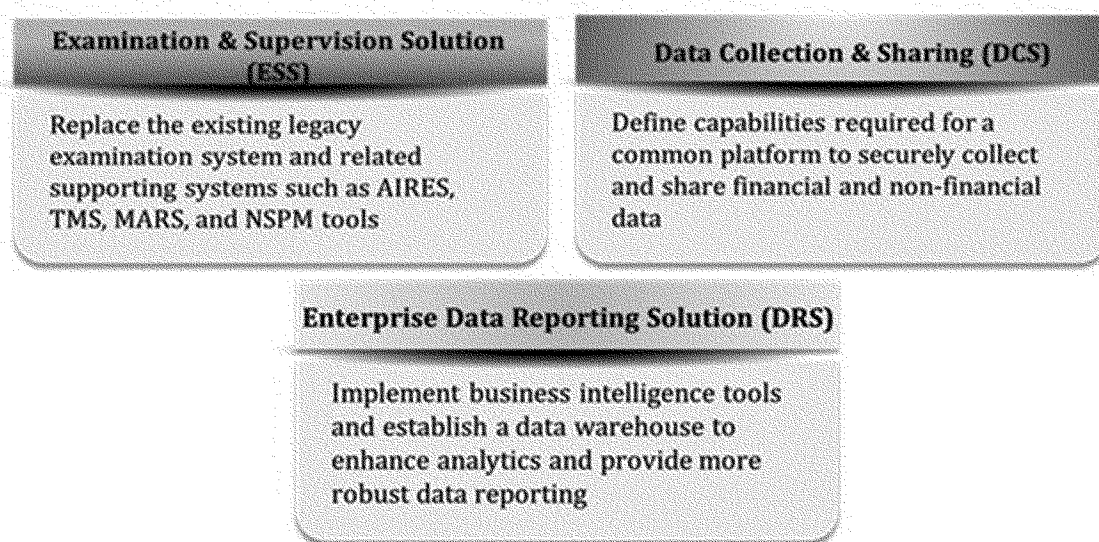 Examination & Supervision Solution
(ESS)
Replace the existing legacy
examination system and related
supporting systems such as AIRES,
TMS, MARS, and NSPM tools
Data Collection & Sharing (DCS)
Define capabilities required for a
common platform to securely collect
and share financial and non-financial
data
Enterprise Data Reporting Solution (DRS)
Implement business intelligence tools
and establish a data warehouse to
enhance analytics and provide more
robust data reporting